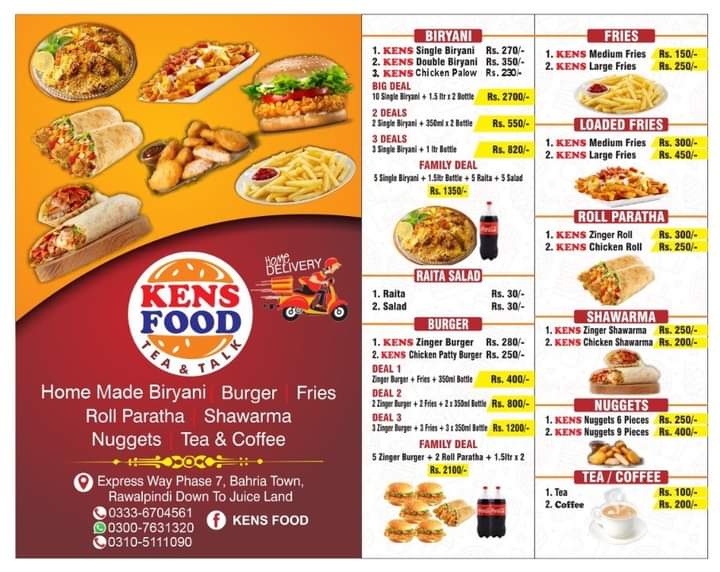 KENS
FOOD
TEA & TALK
Home
DELIVERY
Home Made Biryani | Burger | Fries
Roll Paratha | Shawarma
Nuggets | Tea & Coffee
Express Way Phase 7, Bahria Town,
Rawalpindi Down To Juice Land
0333-6704561
0300-7631320
0310-5111090
KENS FOOD
BIRYANI
1. KENS Single Biryani Rs. 270/-
2. KENS Double Biryani Rs. 350/-
3. KENS Chicken Palow Rs. 230/-
BIG DEAL
10 Single Biryani + 1.5 ltr x 2 Bottle Rs. 2700/-
2 DEALS
2 Single Biryani + 350ml x 2 Bottle Rs. 550/-
3 DEALS
3 Single Biryani + 1 ltr Bottle Rs. 820/-
FAMILY DEAL
5 Single Biryani + 1.5ltr Bottle + 5 Raita + 5 Salad
Rs. 1350/-
Coca-Cola
RAITA SALAD
1. Raita Rs. 30/-
2. Salad Rs. 30/-
BURGER
1. KENS Zinger Burger Rs. 280/-
2. KENS Chicken Patty Burger Rs. 250/-
DEAL 1
Zinger Burger + Fries + 350ml Bottle Rs. 400/-
DEAL 2
2 Zinger Burger + 2 Fries + 2 x 350ml Bottle Rs. 800/-
DEAL 3
3 Zinger Burger + 3 Fries + 3 x 350ml Bottle Rs. 1200/-
FAMILY DEAL
5 Zinger Burger + 2 Roll Paratha + 1.5ltr x 2
Rs. 2100/-
Coca-Cola
Coca-Cola
FRIES
1. KENS Medium Fries Rs. 150/-
2. KENS Large Fries Rs. 250/-
LOADED FRIES
1. KENS Medium Fries Rs. 300/-
2. KENS Large Fries Rs. 450/-
ROLL PARATHA
1. KENS Zinger Roll Rs. 300/-
2. KENS Chicken Roll Rs. 250/-
SHAWARMA
1. KENS Zinger Shawarma Rs. 250/-
2. KENS Chicken Shawarma Rs. 200/-
NUGGETS
1. KENS Nuggets 6 Pieces Rs. 250/-
2. KENS Nuggets 9 Pieces Rs. 400/-
TEA / COFFEE
1. Tea Rs. 100/-
2. Coffee Rs. 200/-